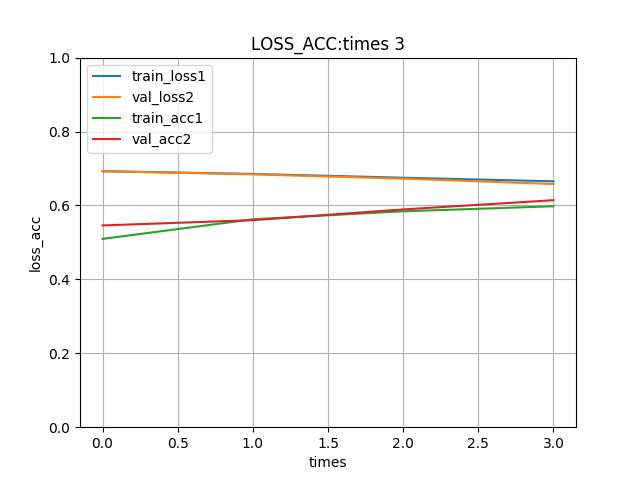 LOSS_ACC:times 3
1.0
0.8
0.6
0.4
0.2
0.0
loss_acc
train_loss1
val_loss2
train_acc1
val_acc2
0.0 0.5 1.0 1.5 2.0 2.5 3.0
times